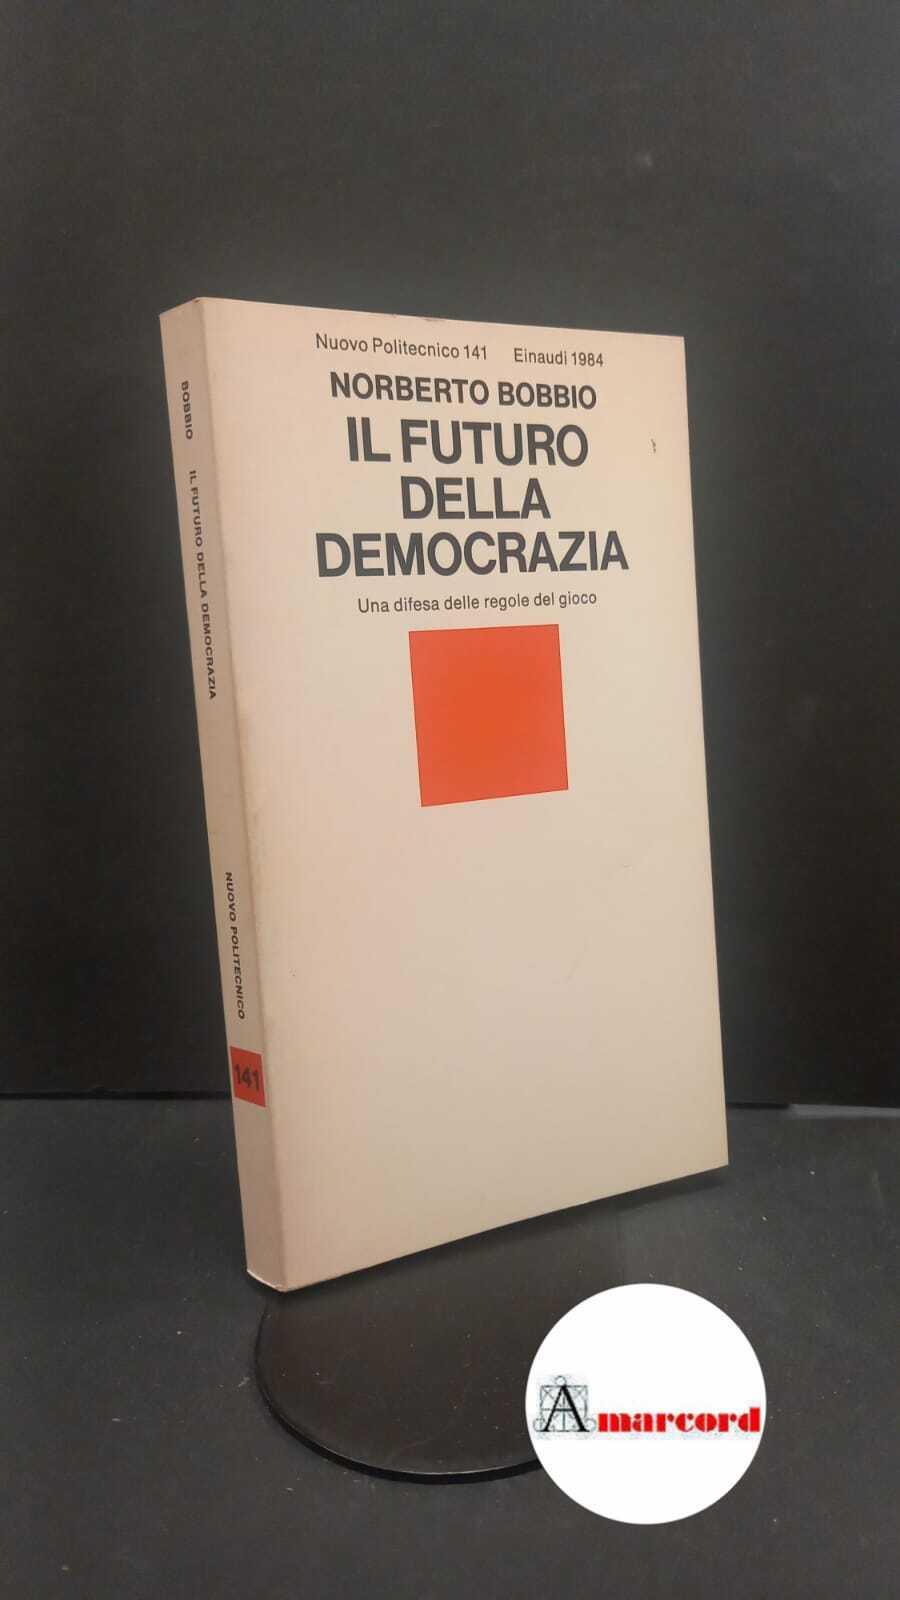 Nuovo Politecnico 141 Einaudi 1984
NORBERTO BOBBIO
IL FUTURO
DELLA
DEMOCRAZIA
Una difesa delle regole del gioco
BOBBIO IL FUTURO DELLA DEMOCRAZIA
NUOVO POLITECNICO
141
Amarcord